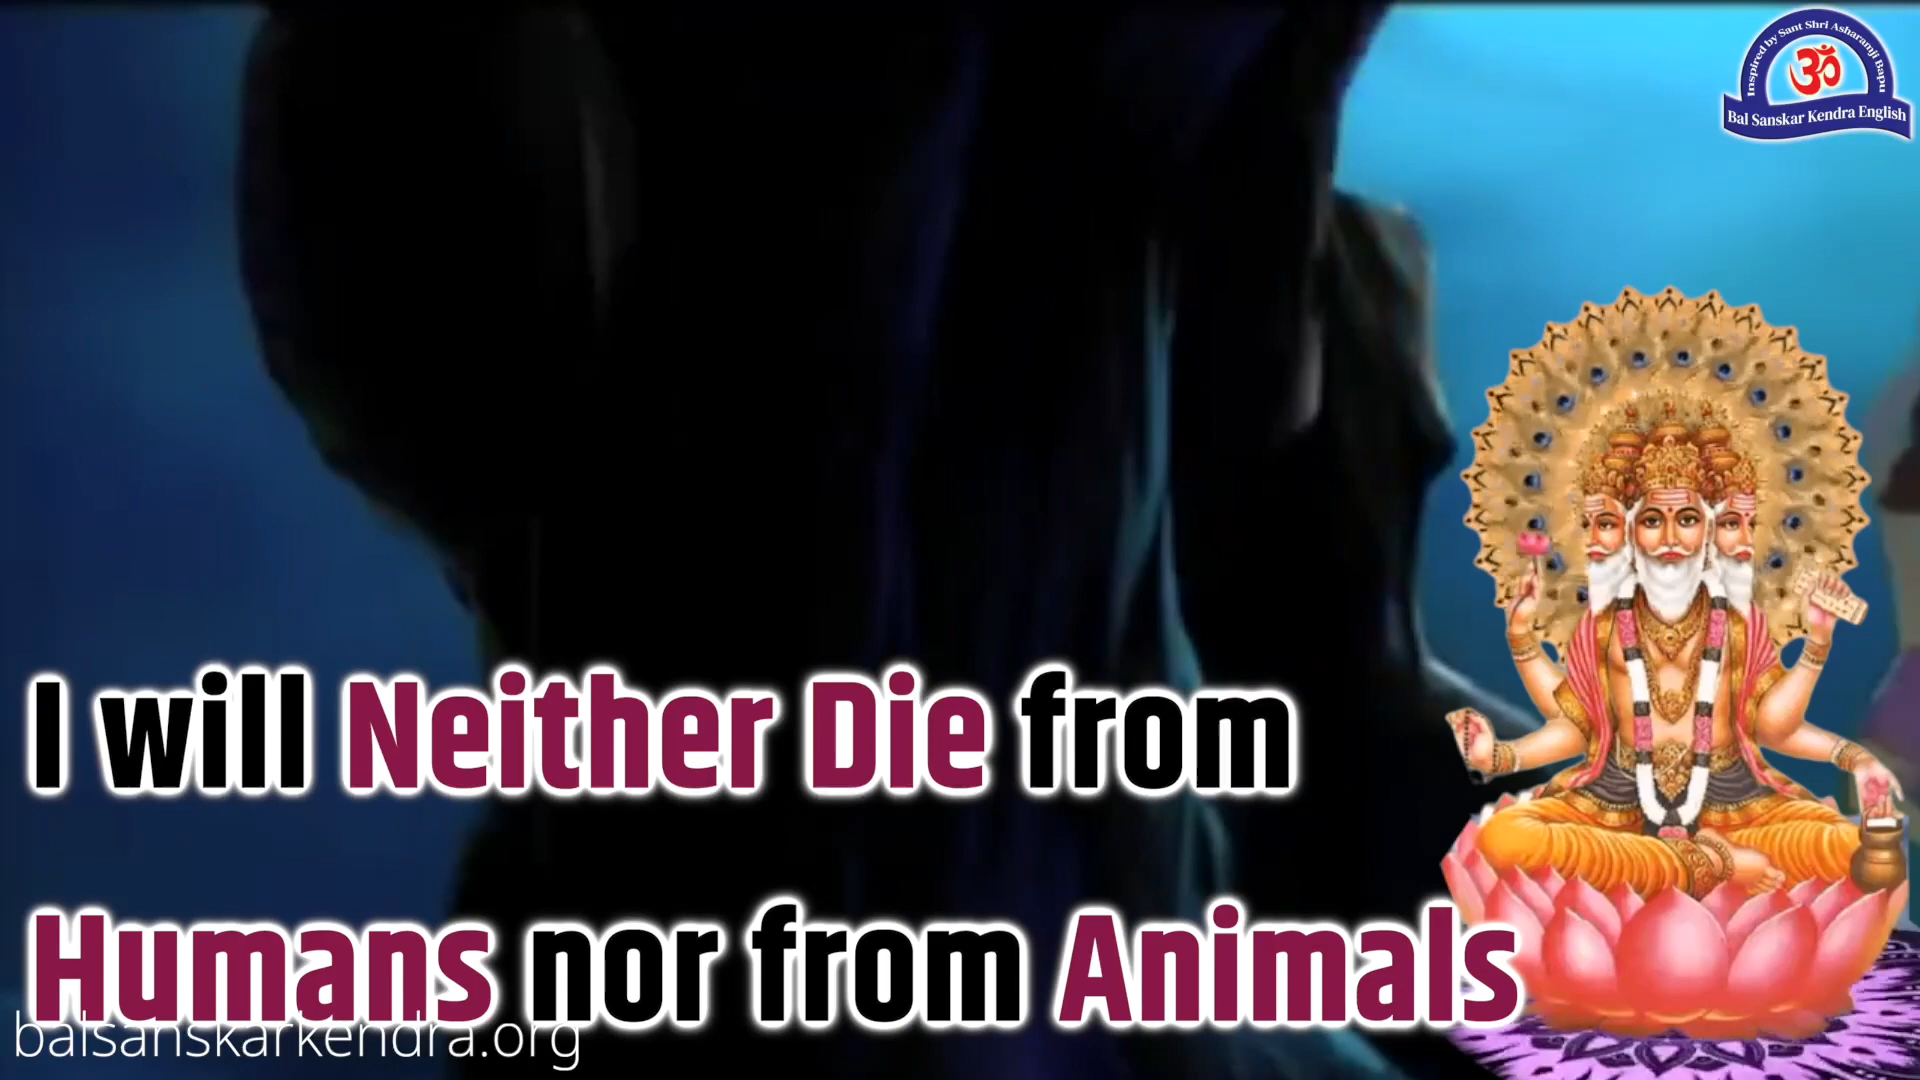 Inspired by Sant Shri Asharamji Bapu
ॐ
Bal Sanskar Kendra English
I will Neither Die from
Humans nor from Animals
balsanskarkendra.org